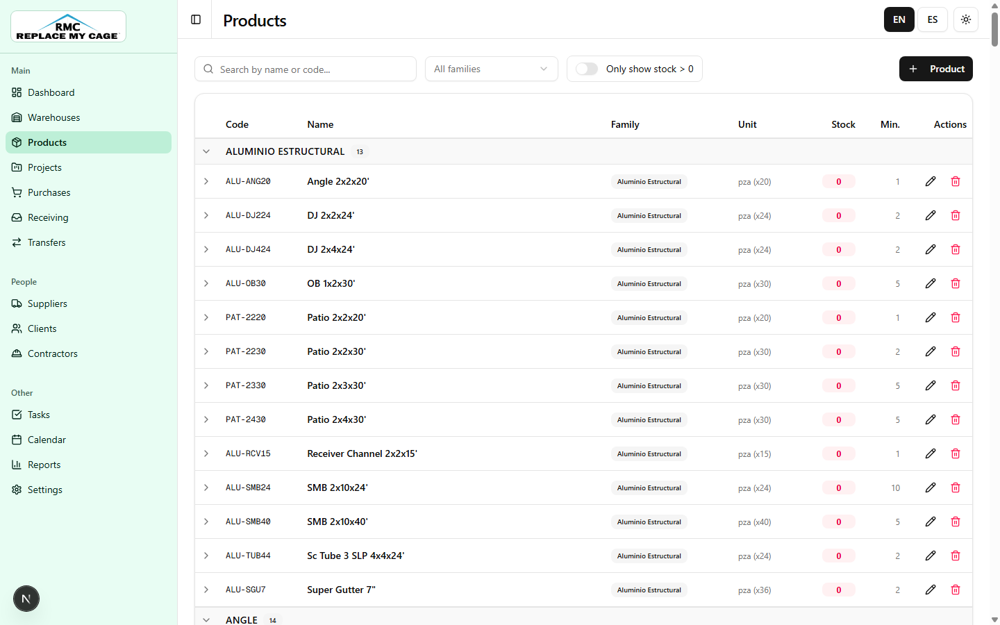 RMC
REPLACE MY CAGE
Products
EN
ES
Main
Dashboard
Warehouses
Products
Projects
Purchases
Receiving
Transfers
People
Suppliers
Clients
Contractors
Other
Tasks
Calendar
Reports
Settings
N
Search by name or code...
All families
Only show stock > 0
+ Product
Code Name Family Unit Stock Min. Actions
ALUMINIO ESTRUCTURAL 13
ALU-ANG20 Angle 2x2x20' Aluminio Estructural pza (x20) 0 1
ALU-DJ224 DJ 2x2x24' Aluminio Estructural pza (x24) 0 2
ALU-DJ424 DJ 2x4x24' Aluminio Estructural pza (x24) 0 2
ALU-OB30 OB 1x2x30' Aluminio Estructural pza (x30) 0 5
PAT-2220 Patio 2x2x20' Aluminio Estructural pza (x20) 0 1
PAT-2230 Patio 2x2x30' Aluminio Estructural pza (x30) 0 2
PAT-2330 Patio 2x3x30' Aluminio Estructural pza (x30) 0 5
PAT-2430 Patio 2x4x30' Aluminio Estructural pza (x30) 0 5
ALU-RCV15 Receiver Channel 2x2x15' Aluminio Estructural pza (x15) 0 1
ALU-SMB24 SMB 2x10x24' Aluminio Estructural pza (x24) 0 10
ALU-SMB40 SMB 2x10x40' Aluminio Estructural pza (x40) 0 5
ALU-TUB44 Sc Tube 3 SLP 4x4x24' Aluminio Estructural pza (x24) 0 2
ALU-SGU7 Super Gutter 7" Aluminio Estructural pza (x36) 0 2
ANGLE 14